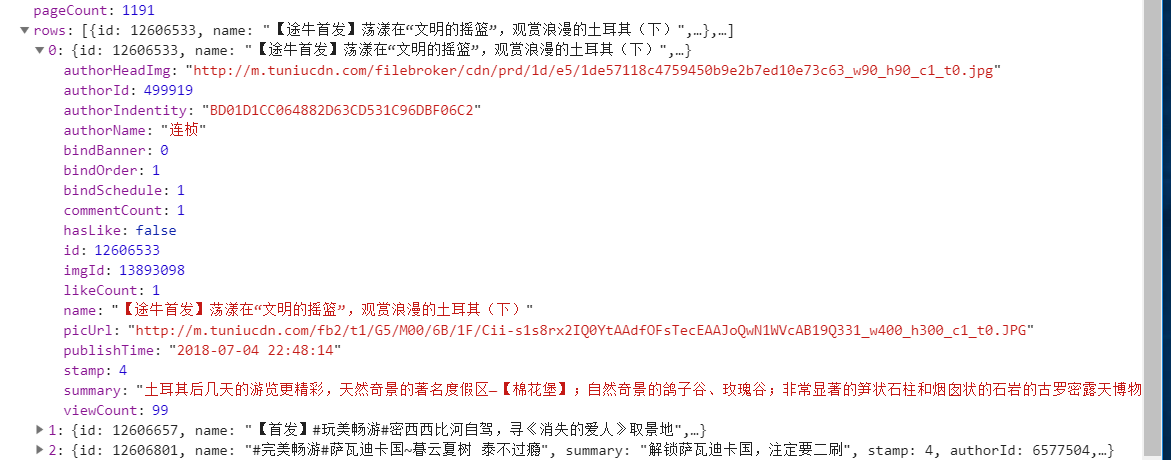 pageCount: 1191
rows: [{id: 12606533, name: "【途牛首发】荡漾在“文明的摇篮”，观赏浪漫的土耳其（下）",…},…]
0: {id: 12606533, name: "【途牛首发】荡漾在“文明的摇篮”，观赏浪漫的土耳其（下）",…}
authorHeadImg: "http://m.tuniucdn.com/filebroker/cdn/prd/1d/e5/1de57118c4759450b9e2b7ed10e73c63_w90_h90_c1_t0.jpg"
authorId: 499919
authorIndentity: "BD01D1CC064882D63CD531C96DBF06C2"
authorName: "连桢"
bindBanner: 0
bindOrder: 1
bindSchedule: 1
commentCount: 1
hasLike: false
id: 12606533
imgId: 13893098
likeCount: 1
name: "【途牛首发】荡漾在“文明的摇篮”，观赏浪漫的土耳其（下）"
picUrl: "http://m.tuniucdn.com/fb2/t1/G5/M00/6B/1F/Cii-s1s8rx2IQ0YtAAdfOFsTecEAAJoQwN1WVcAB19Q331_w400_h300_c1_t0.JPG"
publishTime: "2018-07-04 22:48:14"
stamp: 4
summary: "土耳其后几天的游览更精彩，天然奇景的著名度假区—【棉花堡】；自然奇景的鸽子谷、玫瑰谷；非常显著的笋状石柱和烟囱状的石岩的古罗密露天博物
viewCount: 99
1: {id: 12606657, name: "【首发】#玩美畅游#密西西比河自驾，寻《消失的爱人》取景地",…}
2: {id: 12606801, name: "#完美畅游#萨瓦迪卡国~暮云夏树 泰不过瘾", summary: "解锁萨瓦迪卡国，注定要二刷", stamp: 4, authorId: 6577504,…}